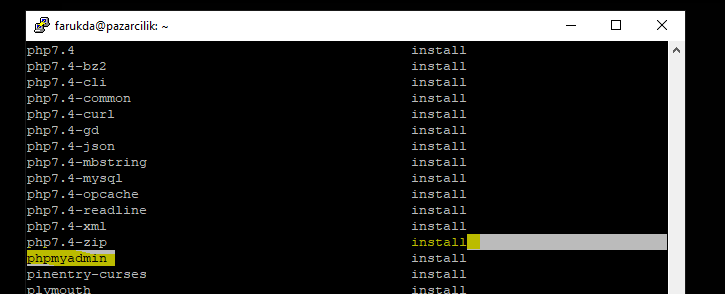 farukda@pazarcilik: ~
php7.4 install
php7.4-bz2 install
php7.4-cli install
php7.4-common install
php7.4-curl install
php7.4-gd install
php7.4-json install
php7.4-mbstring install
php7.4-mysql install
php7.4-opcache install
php7.4-readline install
php7.4-xml install
php7.4-zip install
phpmyadmin install
pinentry-curses install
plymouth install